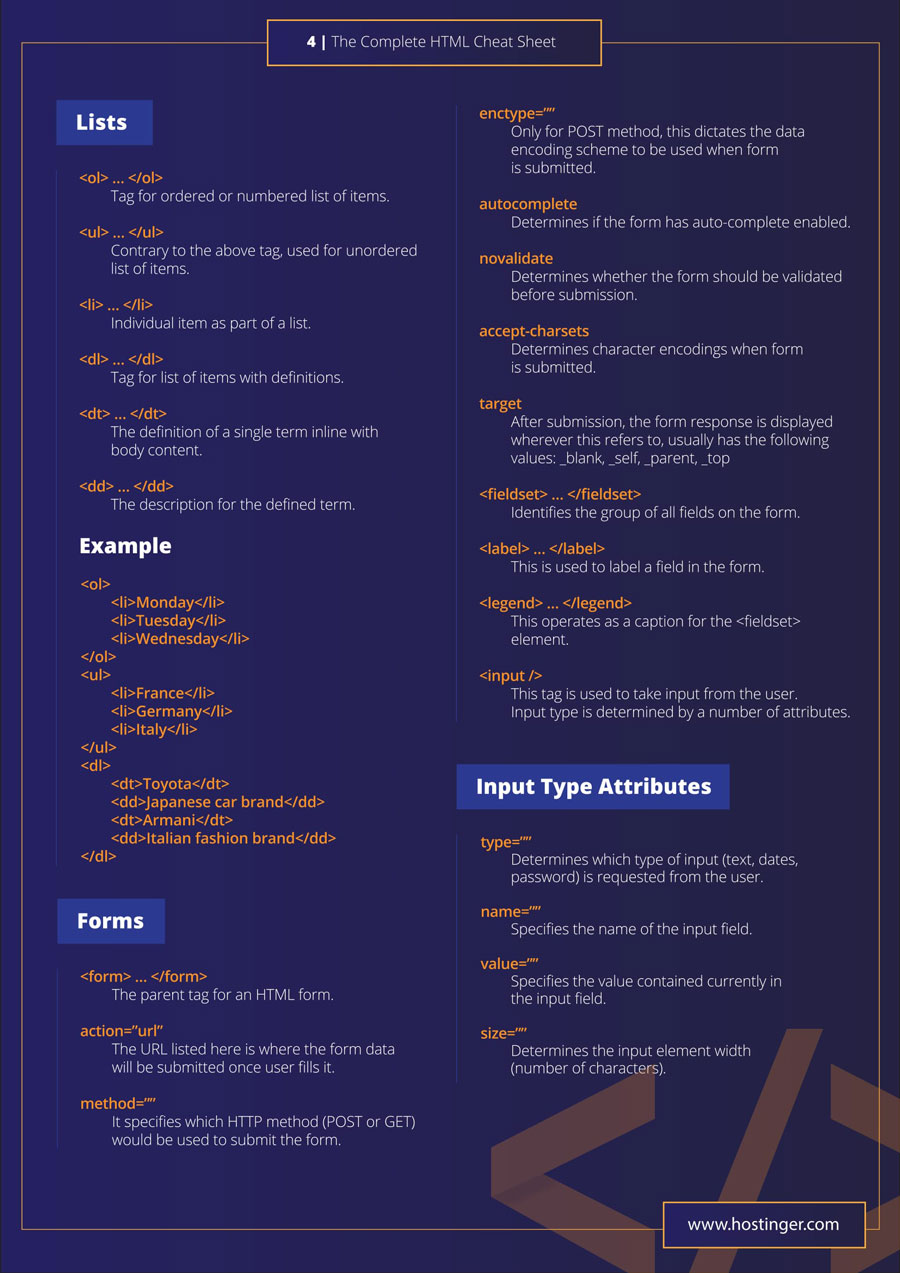 4 | The Complete HTML Cheat Sheet
Lists
<ol> ... </ol>
Tag for ordered or numbered list of items.
<ul> ... </ul>
Contrary to the above tag, used for unordered
list of items.
<li> ... </li>
Individual item as part of a list.
<dl> ... </dl>
Tag for list of items with definitions.
<dt> ... </dt>
The definition of a single term inline with
body content.
<dd> ... </dd>
The description for the defined term.
Example
<ol>
<li>Monday</li>
<li>Tuesday</li>
<li>Wednesday</li>
</ol>
<ul>
<li>France</li>
<li>Germany</li>
<li>Italy</li>
</ul>
<dl>
<dt>Toyota</dt>
<dd>Japanese car brand</dd>
<dt>Armani</dt>
<dd>Italian fashion brand</dd>
</dl>
Forms
<form> ... </form>
The parent tag for an HTML form.
action=”url”
The URL listed here is where the form data
will be submitted once user fills it.
method=””
It specifies which HTTP method (POST or GET)
would be used to submit the form.
enctype=””
Only for POST method, this dictates the data
encoding scheme to be used when form
is submitted.
autocomplete
Determines if the form has auto-complete enabled.
novalidate
Determines whether the form should be validated
before submission.
accept-charsets
Determines character encodings when form
is submitted.
target
After submission, the form response is displayed
wherever this refers to, usually has the following
values: _blank, _self, _parent, _top
<fieldset> ... </fieldset>
Identifies the group of all fields on the form.
<label> ... </label>
This is used to label a field in the form.
<legend> ... </legend>
This operates as a caption for the <fieldset>
element.
<input />
This tag is used to take input from the user.
Input type is determined by a number of attributes.
Input Type Attributes
type=””
Determines which type of input (text, dates,
password) is requested from the user.
name=””
Specifies the name of the input field.
value=””
Specifies the value contained currently in
the input field.
size=””
Determines the input element width
(number of characters).
www.hostinger.com